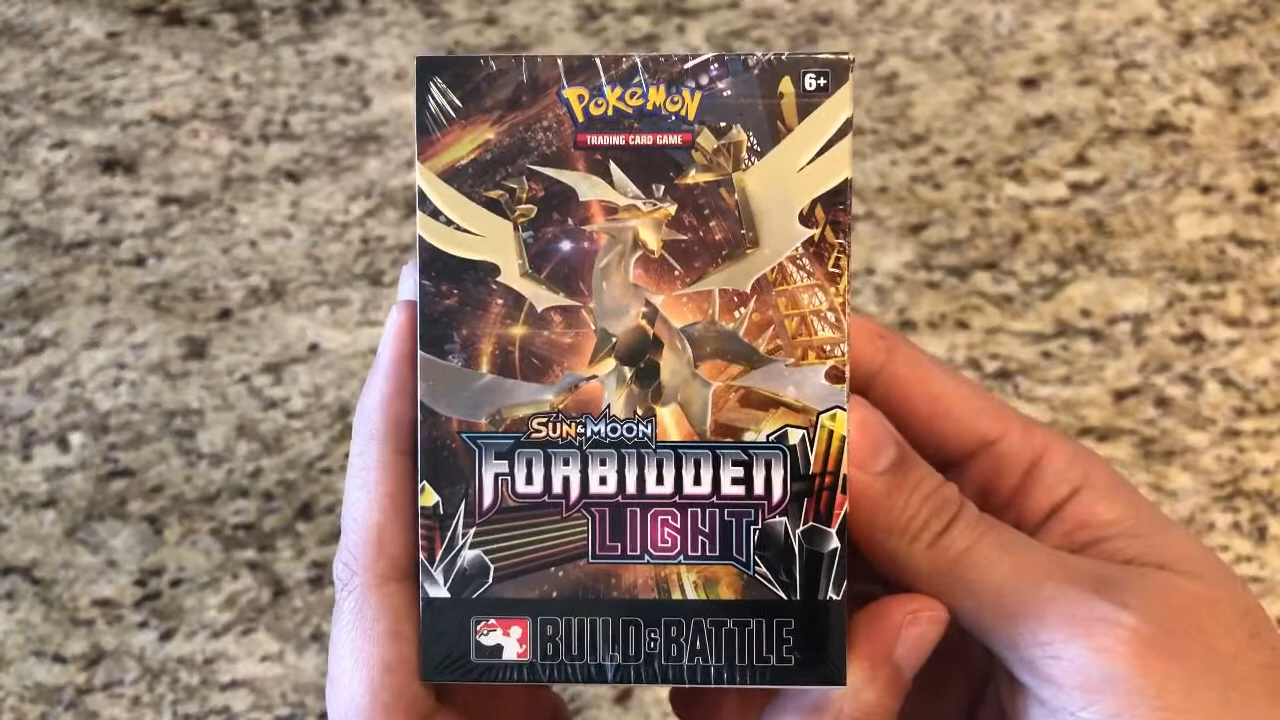 6+
POKéMON
TRADING CARD GAME
SUN & MOON
FORBIDDEN
LIGHT
BUILD & BATTLE